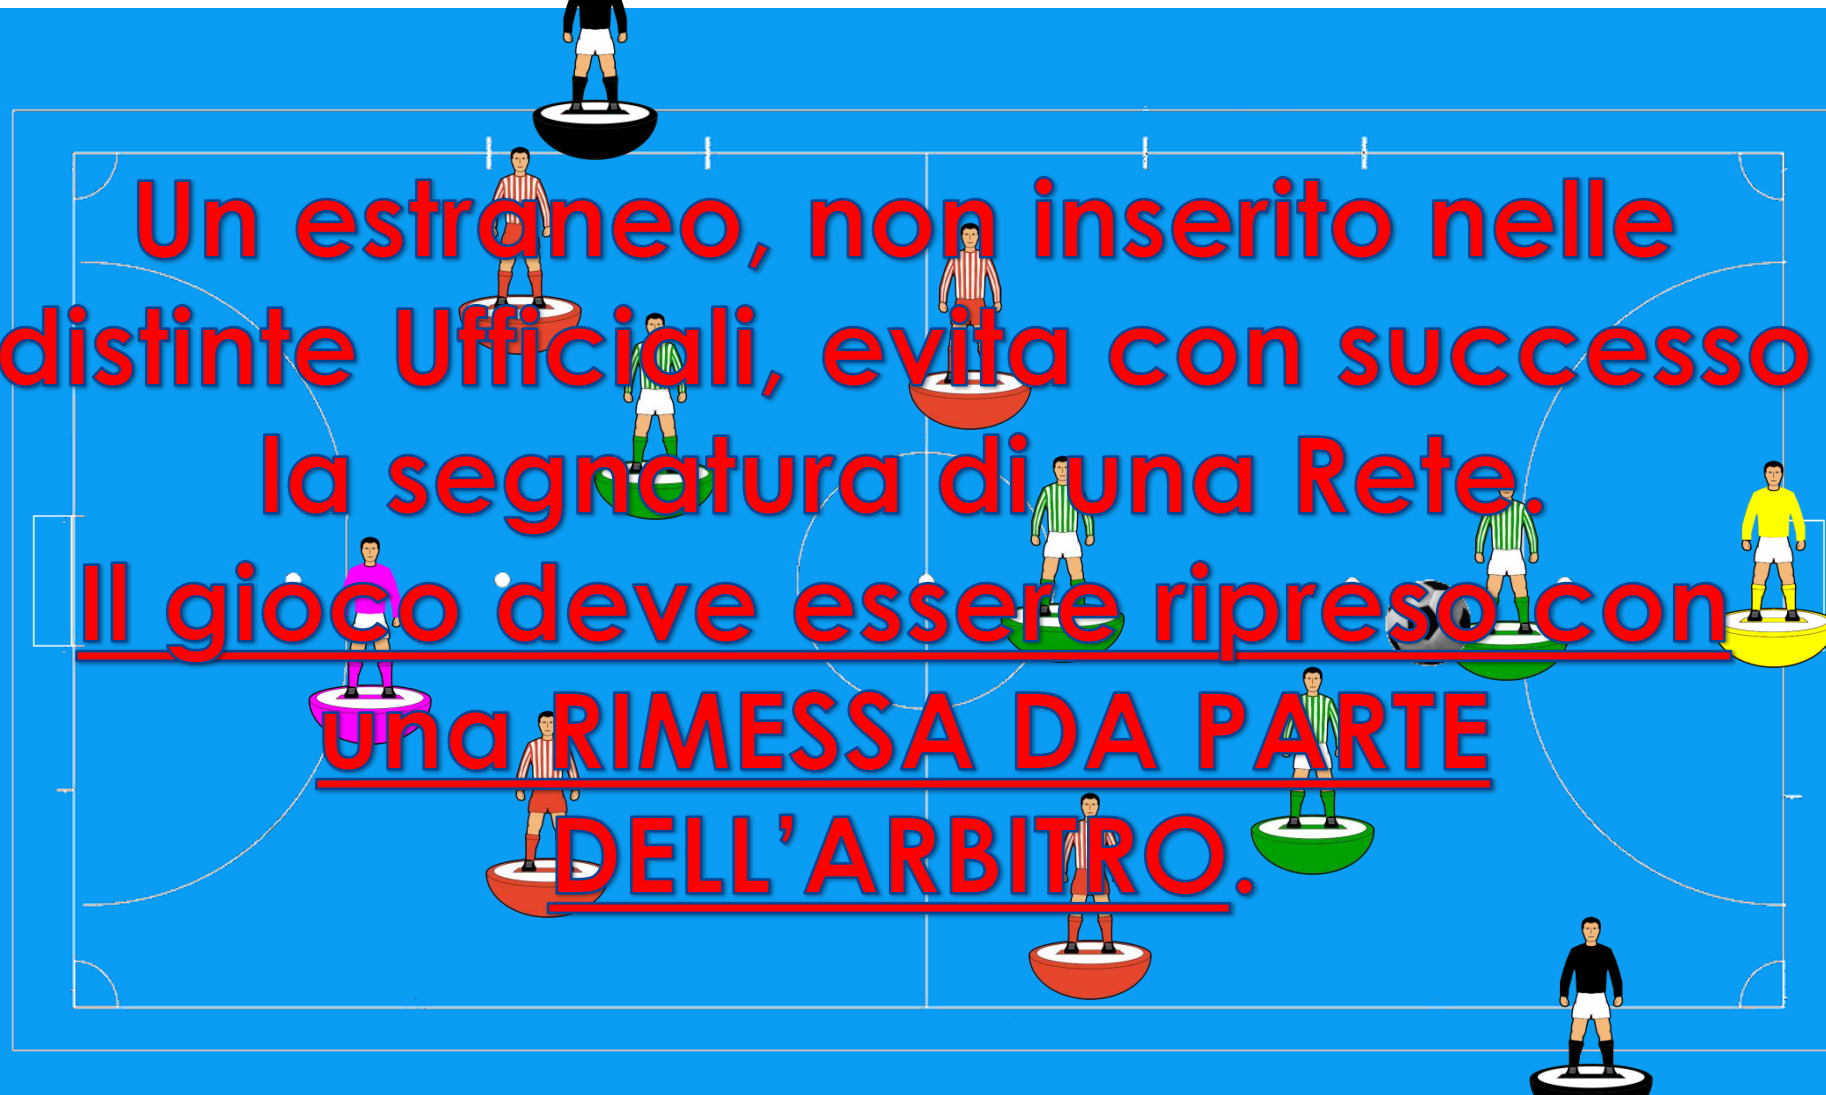 Un estraneo, non inserito nelle
distinte Ufficiali, evita con successo
la segnatura di una Rete.
Il gioco deve essere ripreso con
una RIMESSA DA PARTE
DELL’ARBITRO.